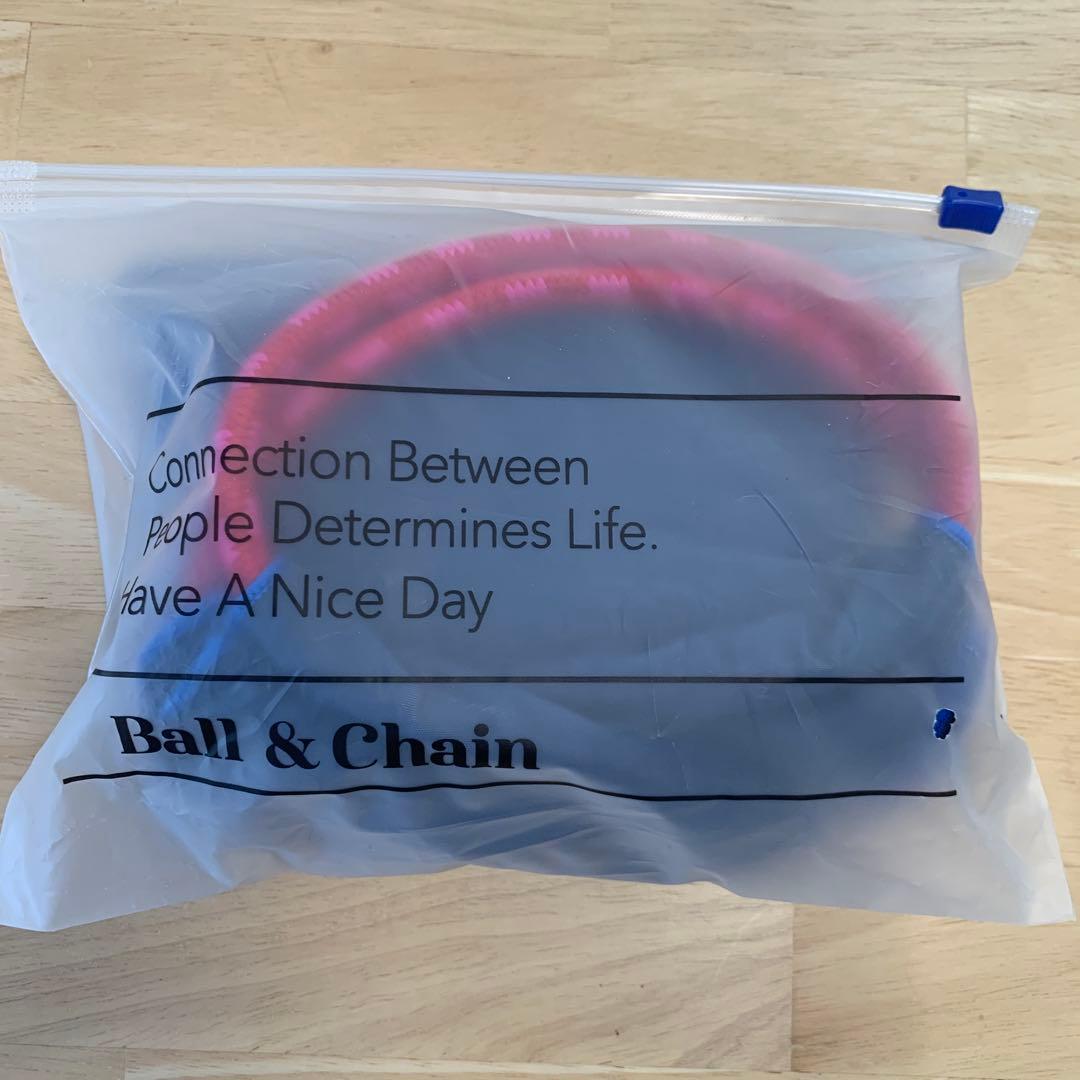 Connection Between
People Determines Life.
Have A Nice Day
Ball & Chain